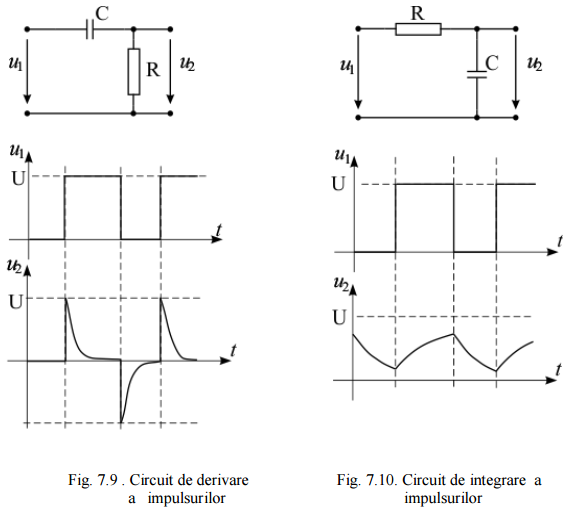 C
u1
R
u2
u1
U
t
u2
U
t
Fig. 7.9 . Circuit de derivare
a impulsurilor
R
u1
C
u2
u1
U
t
u2
U
t
Fig. 7.10. Circuit de integrare a
impulsurilor